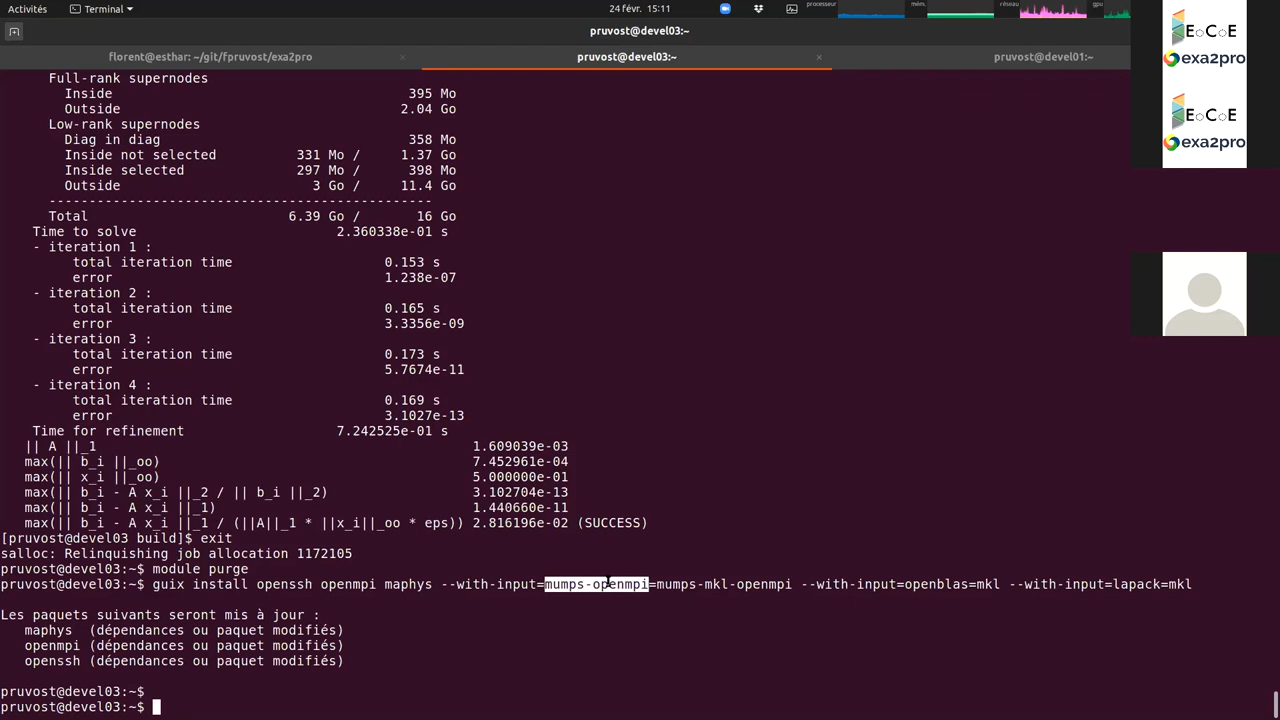 Activités
Terminal
24 févr. 15:11
processeur
mém.
réseau
gpu
pruvost@devel03:~
florent@esthar: ~/git/fpruvost/exa2pro
×
pruvost@devel03:~
×
pruvost@devel01:~
Full-rank supernodes
Inside 395 Mo
Outside 2.04 Go
Low-rank supernodes
Diag in diag 358 Mo
Inside not selected 331 Mo / 1.37 Go
Inside selected 297 Mo / 398 Mo
Outside 3 Go / 11.4 Go
-------------------------------------------------
Total 6.39 Go / 16 Go
Time to solve 2.360338e-01 s
- iteration 1 :
total iteration time 0.153 s
error 1.238e-07
- iteration 2 :
total iteration time 0.165 s
error 3.3356e-09
- iteration 3 :
total iteration time 0.173 s
error 5.7674e-11
- iteration 4 :
total iteration time 0.169 s
error 3.1027e-13
Time for refinement 7.242525e-01 s
|| A ||_1 1.609039e-03
max(|| b_i ||_oo) 7.452961e-04
max(|| x_i ||_oo) 5.000000e-01
max(|| b_i - A x_i ||_2 / || b_i ||_2) 3.102704e-13
max(|| b_i - A x_i ||_1) 1.440660e-11
max(|| b_i - A x_i ||_1 / (||A||_1 * ||x_i||_oo * eps)) 2.816196e-02 (SUCCESS)
[pruvost@devel03 build]$ exit
salloc: Relinquishing job allocation 1172105
pruvost@devel03:~$ module purge
pruvost@devel03:~$ guix install openssh openmpi maphys --with-input=mumps-openmpi=mumps-mkl-openmpi --with-input=openblas=mkl --with-input=lapack=mkl
Les paquets suivants seront mis à jour :
maphys (dépendances ou paquet modifiés)
openmpi (dépendances ou paquet modifiés)
openssh (dépendances ou paquet modifiés)
pruvost@devel03:~$
pruvost@devel03:~$
EoCoE
exa2pro
EoCoE
exa2pro